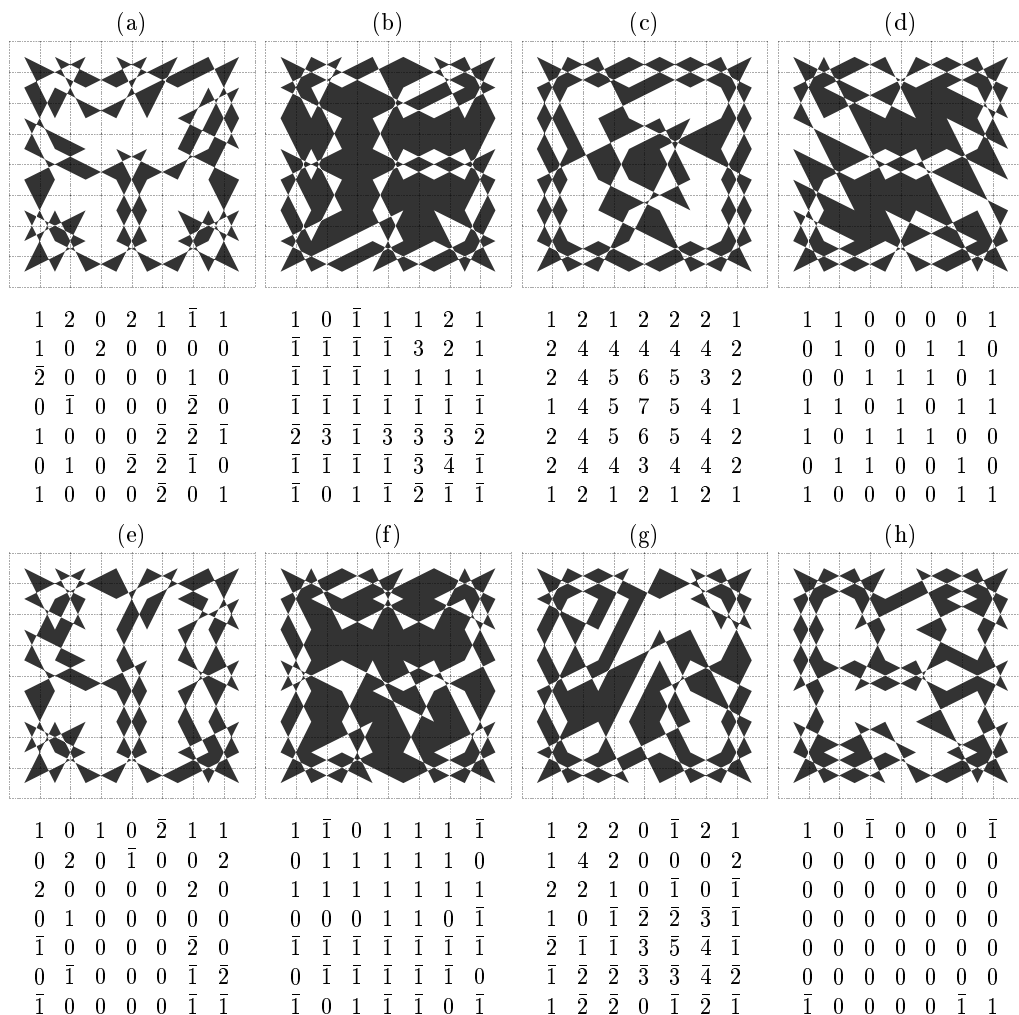 (a) (b) (c) (d)
1 2 0 2 1 1̄ 1 1 0 1̄ 1 1 2 1 1 2 1 2 2 2 1 1 1 0 0 0 0 1
1 0 2 0 0 0 0 1̄ 1̄ 1̄ 1̄ 3 2 1 2 4 4 4 4 4 2 0 1 0 0 1 1 0
2̄ 0 0 0 0 1 0 1̄ 1̄ 1̄ 1 1 1 1 2 4 5 6 5 3 2 0 0 1 1 1 0 1
0 1̄ 0 0 0 2̄ 0 1̄ 1̄ 1̄ 1̄ 1̄ 1̄ 1̄ 1 4 5 7 5 4 1 1 1 0 1 0 1 1
1 0 0 0 2̄ 2̄ 1̄ 2̄ 3̄ 1̄ 3̄ 3̄ 3̄ 2̄ 2 4 5 6 5 4 2 1 0 1 1 1 0 0
0 1 0 2̄ 2̄ 1̄ 0 1̄ 1̄ 1̄ 1̄ 3̄ 4̄ 1̄ 2 4 4 3 4 4 2 0 1 1 0 0 1 0
1 0 0 0 2̄ 0 1 1̄ 0 1 1̄ 2̄ 1̄ 1̄ 1 2 1 2 1 2 1 1 0 0 0 0 1 1
(e) (f) (g) (h)
1 0 1 0 2̄ 1 1 1 1̄ 0 1 1 1 1̄ 1 2 2 0 1̄ 2 1 1 0 1̄ 0 0 0 1̄
0 2 0 1̄ 0 0 2 0 1 1 1 1 1 0 1 4 2 0 0 0 2 0 0 0 0 0 0 0
2 0 0 0 0 2 0 1 1 1 1 1 1 1 2 2 1 0 1̄ 0 1̄ 0 0 0 0 0 0 0
0 1 0 0 0 0 0 0 0 0 1 1 0 1̄ 1 0 1̄ 2̄ 2̄ 3̄ 1̄ 0 0 0 0 0 0 0
1̄ 0 0 0 0 2̄ 0 1̄ 1̄ 1̄ 1̄ 1̄ 1̄ 1̄ 2̄ 1̄ 1̄ 3̄ 5̄ 4̄ 1̄ 0 0 0 0 0 0 0
0 1̄ 0 0 0 1̄ 2̄ 0 1̄ 1̄ 1̄ 1̄ 1̄ 0 1̄ 2̄ 2̄ 3̄ 3̄ 4̄ 2̄ 0 0 0 0 0 0 0
1̄ 0 0 0 0 1̄ 1̄ 1̄ 0 1̄ 1̄ 1̄ 0 1̄ 1 2̄ 2̄ 0 1̄ 2̄ 1̄ 1̄ 0 0 0 0 1̄ 1